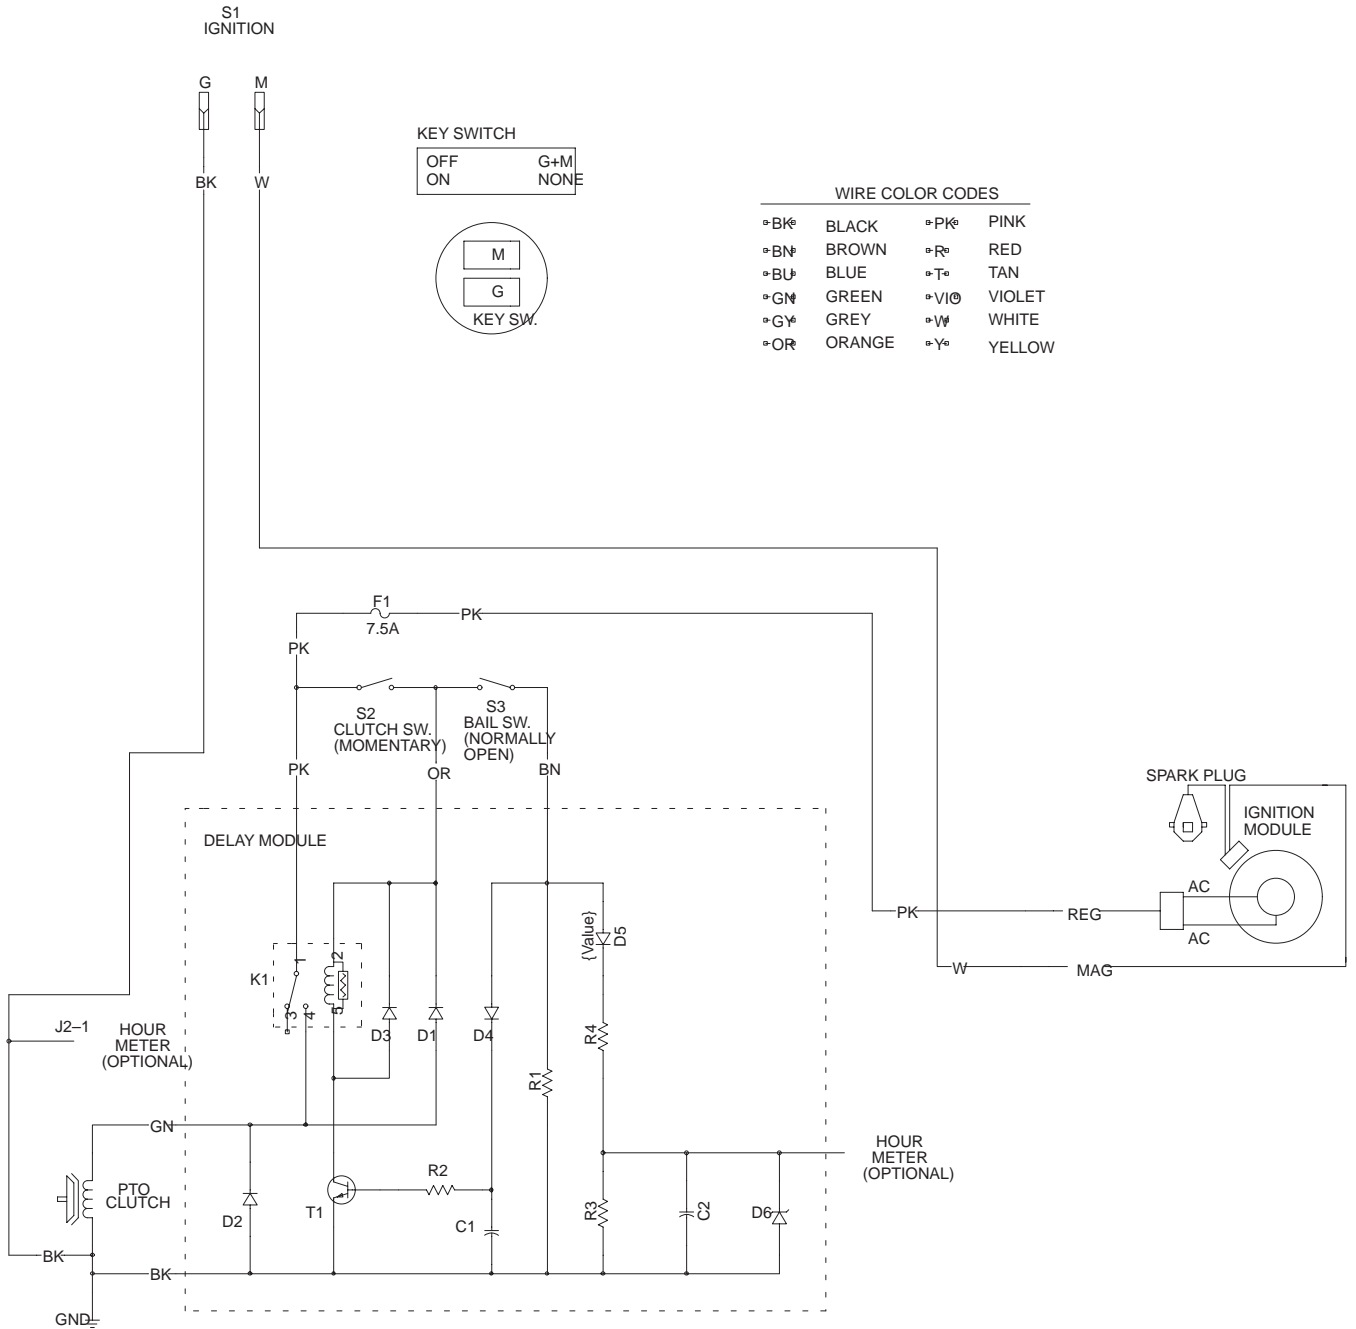 S1
IGNITION
G
M
BK
W
KEY SWITCH
OFF G+M
ON NONE
M
G
KEY SW.
WIRE COLOR CODES
BK BLACK PK PINK
BN BROWN R RED
BU BLUE T TAN
GN GREEN VIO VIOLET
GY GREY W WHITE
OR ORANGE Y YELLOW
F1
7.5A
PK
PK
S2
CLUTCH SW.
(MOMENTARY)
S3
BAIL SW.
(NORMALLY
OPEN)
PK
OR
BN
SPARK PLUG
IGNITION
MODULE
AC
AC
PK
REG
W
MAG
DELAY MODULE
{Value}
D5
K1
1
2
3
4
5
D3
D1
D4
R4
R1
J2–1
HOUR
METER
(OPTIONAL)
GN
HOUR
METER
(OPTIONAL)
PTO
CLUTCH
D2
T1
R2
C1
R3
C2
D6
BK
BK
GND